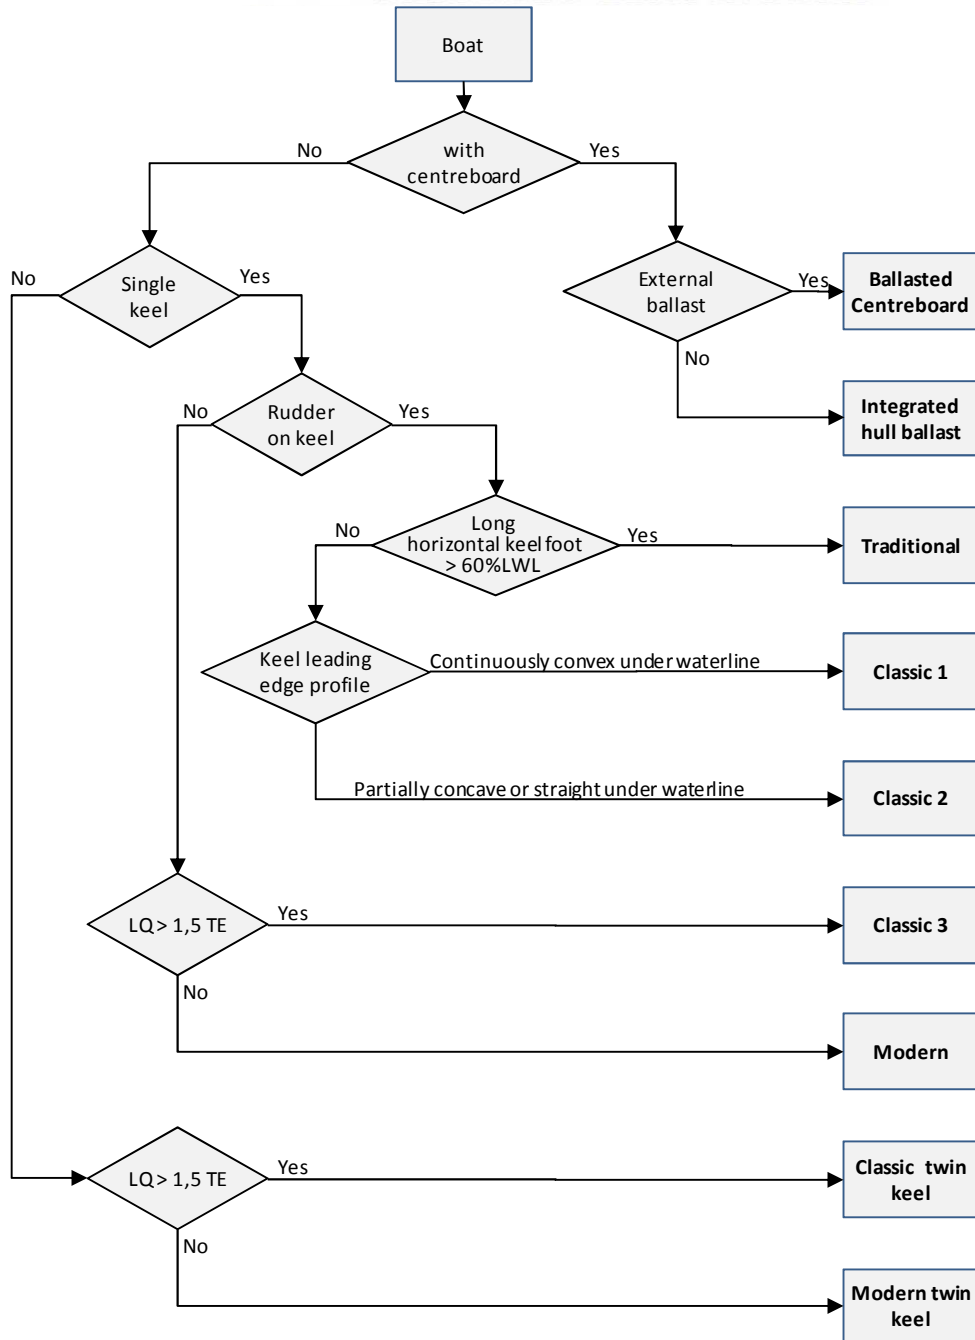 Boat
with
centreboard
No
Yes
External
ballast
Yes
Ballasted
Centreboard
No
Integrated
hull ballast
Single
keel
No
Yes
Rudder
on keel
No
Yes
Long
horizontal keel foot
> 60%LWL
No
Yes
Traditional
Keel leading
edge profile
Continuously convex under waterline
Classic 1
Partially concave or straight under waterline
Classic 2
LQ > 1,5 TE
Yes
Classic 3
No
Modern
LQ > 1,5 TE
Yes
Classic twin
keel
No
Modern twin
keel